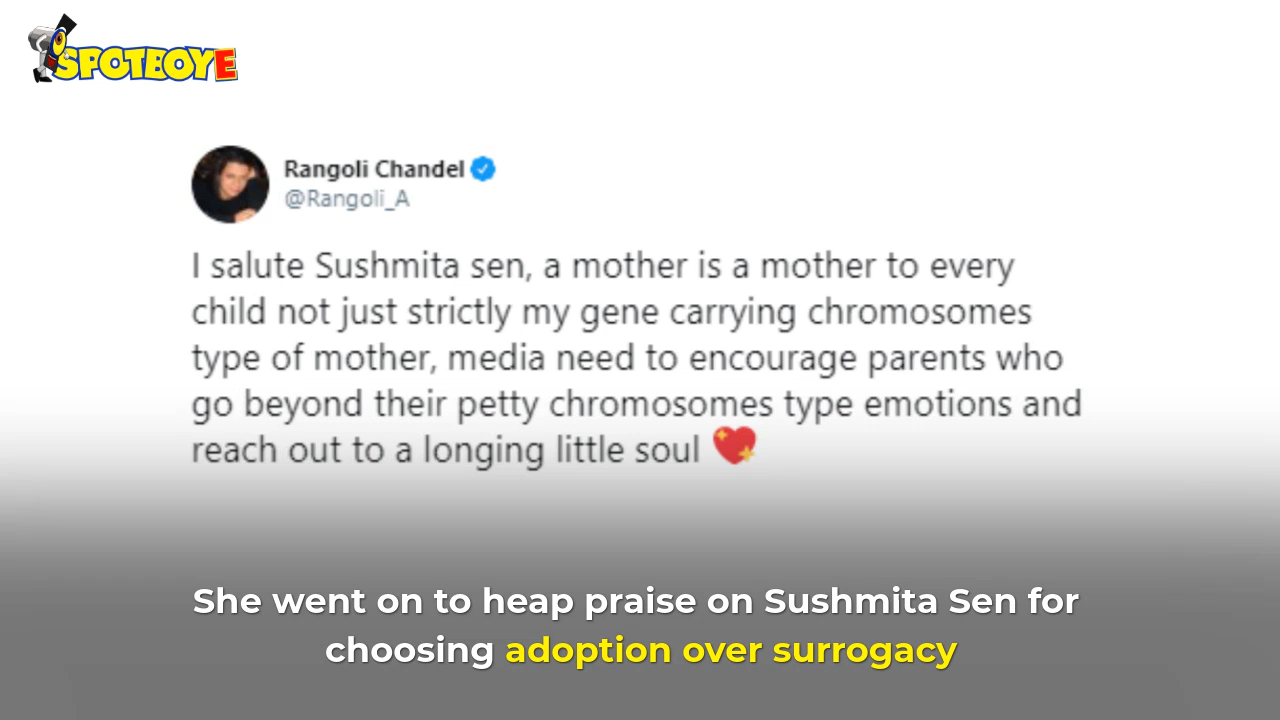 SPOTBOYE
Rangoli Chandel
@Rangoli_A
I salute Sushmita sen, a mother is a mother to every
child not just strictly my gene carrying chromosomes
type of mother, media need to encourage parents who
go beyond their petty chromosomes type emotions and
reach out to a longing little soul 💖
She went on to heap praise on Sushmita Sen for
choosing adoption over surrogacy